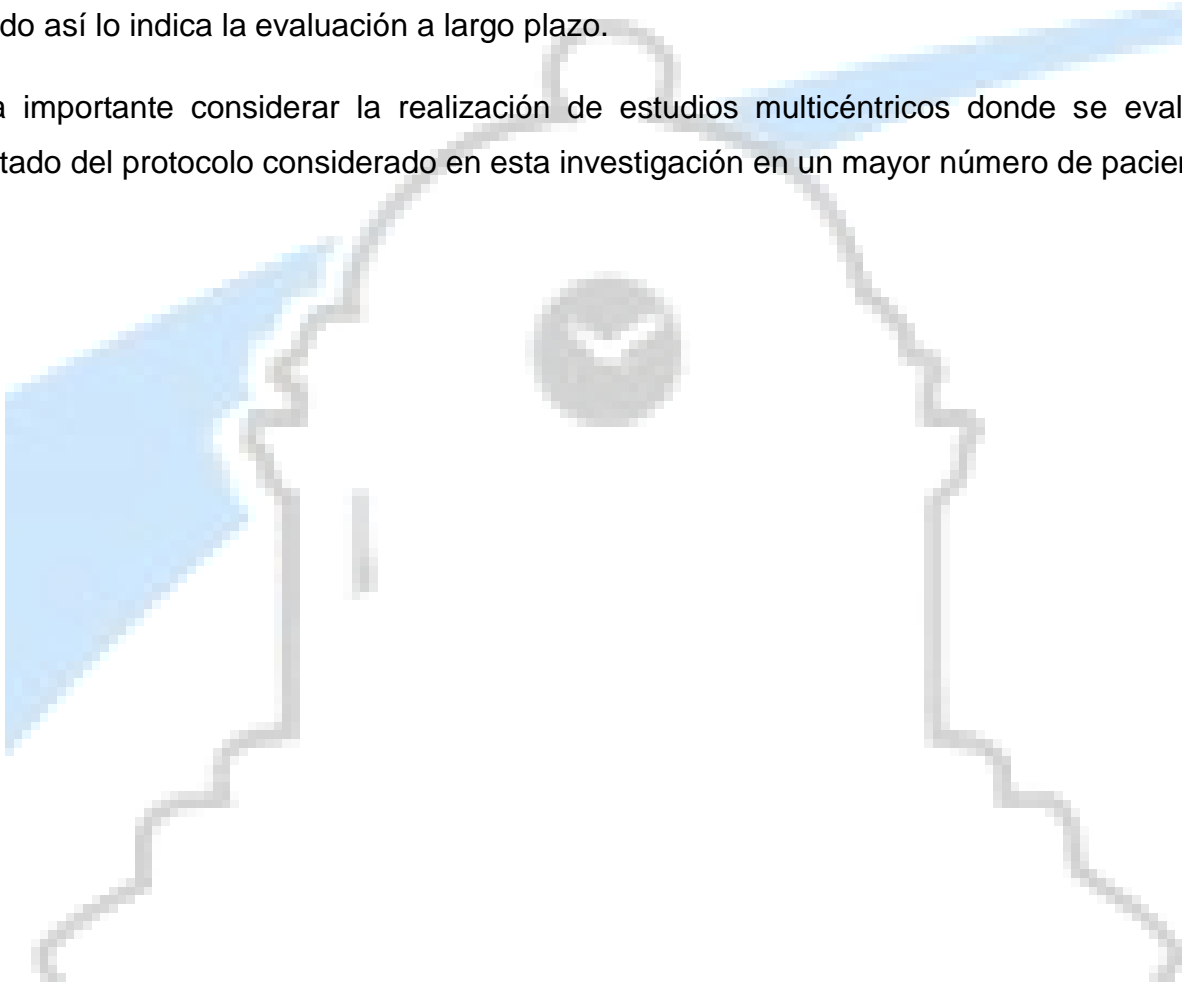 do así lo indica la evaluación a largo plazo.
a importante considerar la realización de estudios multicéntricos donde se eval
tado del protocolo considerado en esta investigación en un mayor número de pacien